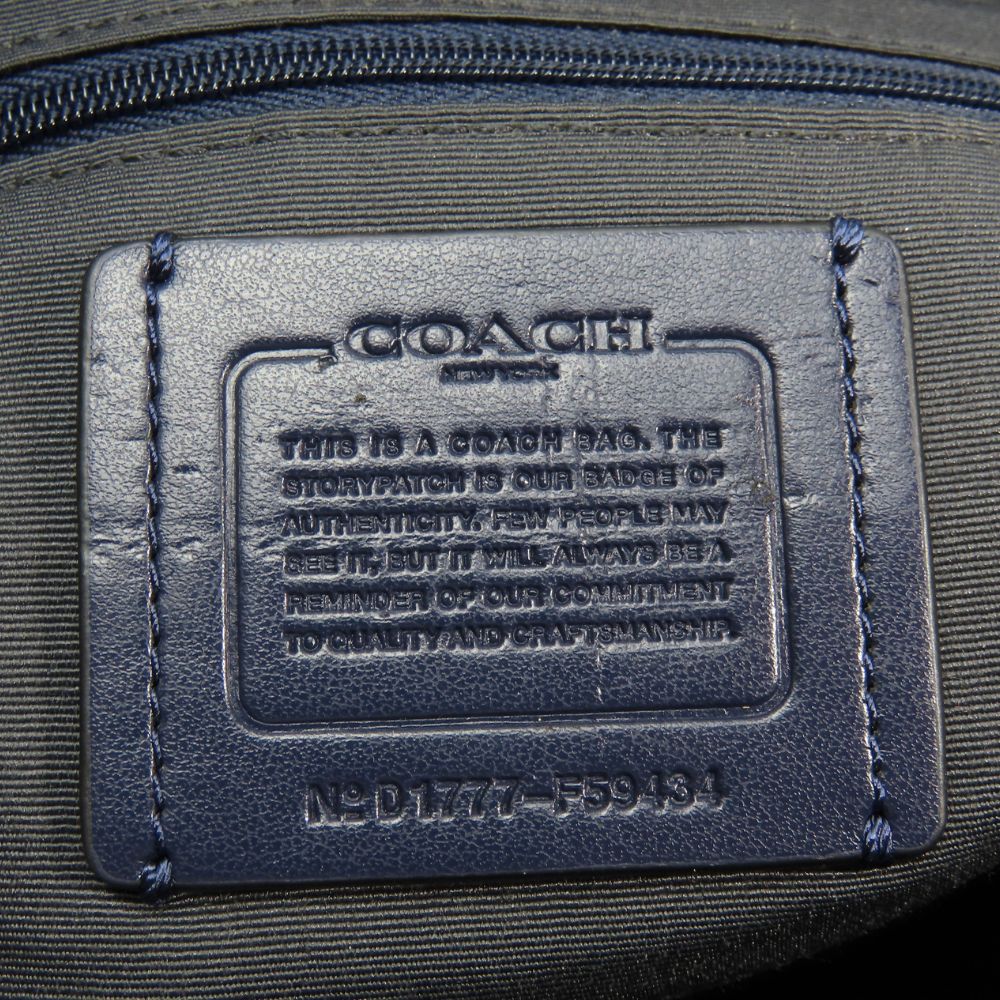 COACH
NEW YORK
THIS IS A COACH BAG. THE
STORYPATCH IS OUR BADGE OF
AUTHENTICITY. FEW PEOPLE MAY
SEE IT, BUT IT WILL ALWAYS BE A
REMINDER OF OUR COMMITMENT
TO QUALITY AND CRAFTSMANSHIP.
Nº D1777-F59434